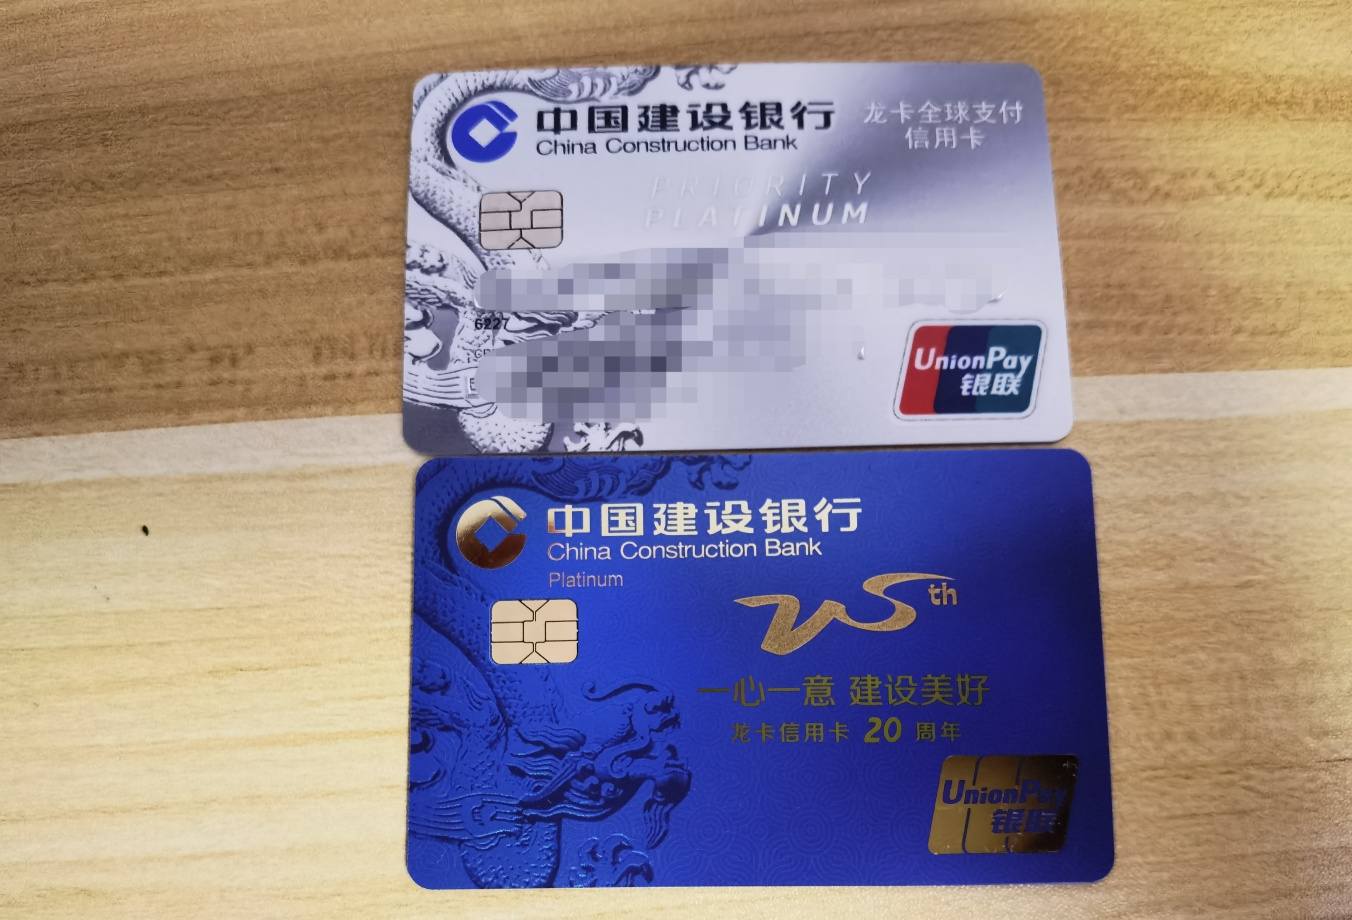 中国建设银行
China Construction Bank
龙卡全球支付
信用卡
PRIORITY
PLATINUM
6227
UnionPay
银联
中国建设银行
China Construction Bank
Platinum
th
一心一意 建设美好
龙卡信用卡 20 周年
UnionPay
银联